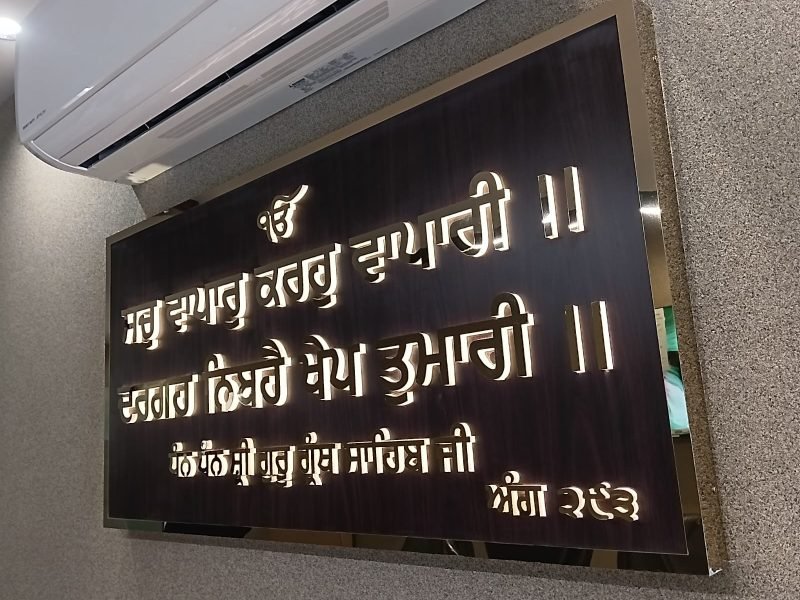 ੴ
ਸਚੁ ਵਾਪਾਰੁ ਕਰਹੁ ਵਾਪਾਰੀ ॥
ਦਰਗਹ ਨਿਬਹੈ ਖੇਪ ਤੁਮਾਰੀ ॥
ਧੰਨ ਧੰਨ ਸ਼੍ਰੀ ਗੁਰੂ ਗ੍ਰੰਥ ਸਾਹਿਬ ਜੀ
ਅੰਗ ੨੯੩